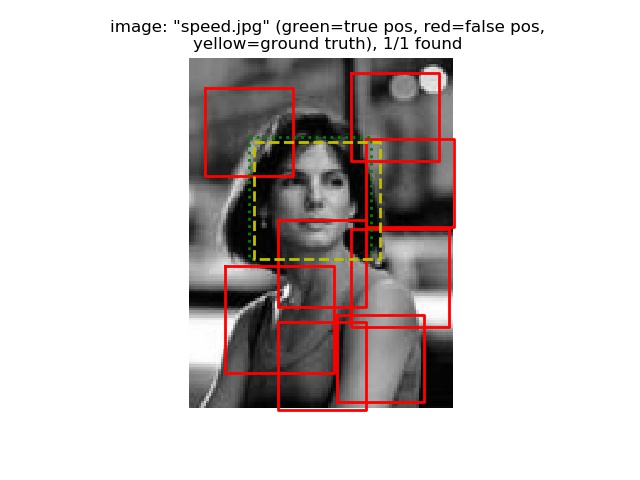 image: "speed.jpg" (green=true pos, red=false pos,
yellow=ground truth), 1/1 found